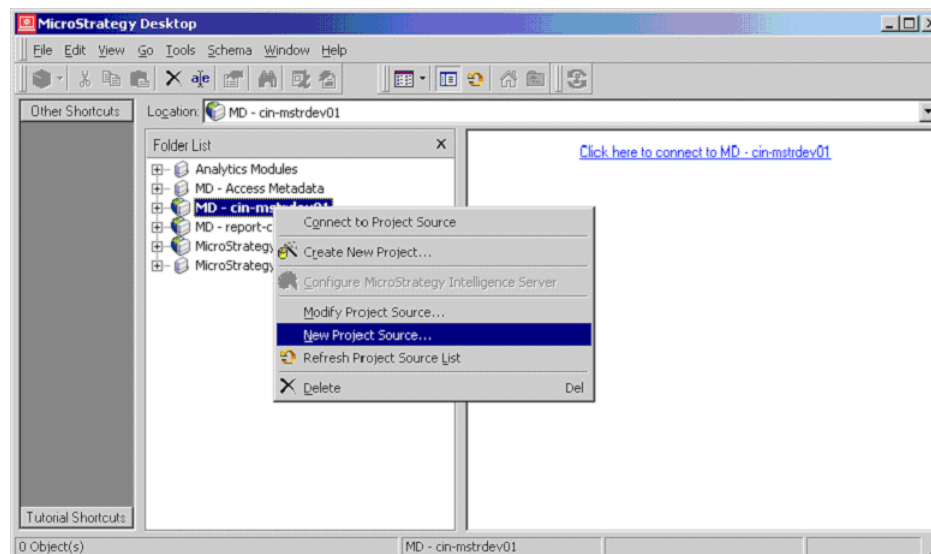 MicroStrategy Desktop
File Edit View Go Tools Schema Window Help
Other Shortcuts
Location: MD - cin-mstrdev01
Folder List
Click here to connect to MD - cin-mstrdev01
Analytics Modules
MD - Access Metadata
MD - cin-mstrdev01
MD - report-c
MicroStrategy
MicroStrategy
Connect to Project Source
Create New Project...
Configure MicroStrategy Intelligence Server
Modify Project Source...
New Project Source...
Refresh Project Source List
Delete Del
Tutorial Shortcuts
0 Object(s) MD - cin-mstrdev01